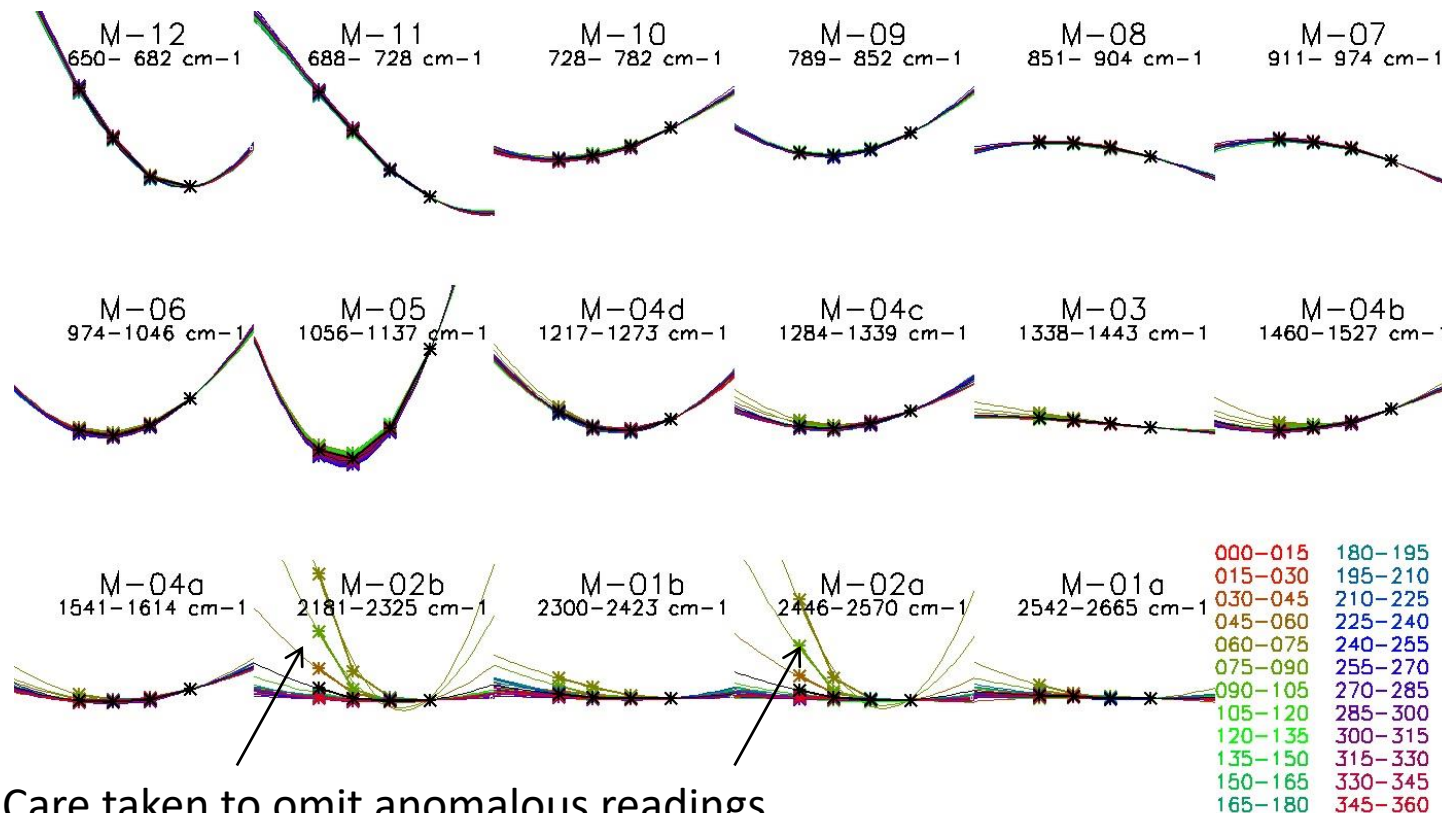 M-12 M-11 M-10 M-09 M-08 M-07
650- 682 cm-1 688- 728 cm-1 728- 782 cm-1 789- 852 cm-1 851- 904 cm-1 911- 974 cm-1
M-06 M-05 M-04d M-04c M-03 M-04b
974-1046 cm-1 1056-1137 cm-1 1217-1273 cm-1 1284-1339 cm-1 1338-1443 cm-1 1460-1527 cm-
M-04a M-02b M-01b M-02a M-01a
1541-1614 cm-1 2181-2325 cm-1 2300-2423 cm-1 2446-2570 cm-1 2542-2665 cm-1
000-015 180-195
015-030 195-210
030-045 210-225
045-060 225-240
060-075 240-255
075-090 255-270
090-105 270-285
105-120 285-300
120-135 300-315
135-150 315-330
150-165 330-345
165-180 345-360
Care taken to omit anomalous readings